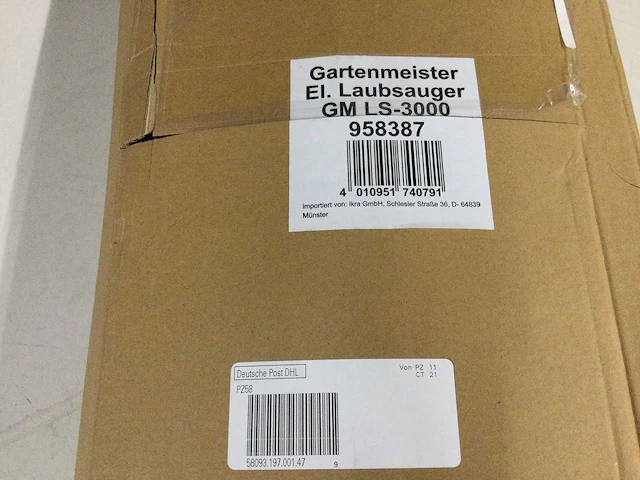 Gartenmeister
El. Laubsauger
GM LS-3000
958387
4 010951 740791
importiert von: ikra GmbH, Schlesier Straße 36, D- 64839
Münster
Deutsche Post DHL
Von PZ 11
CT 21
PZ58
58093.197.001.47 9